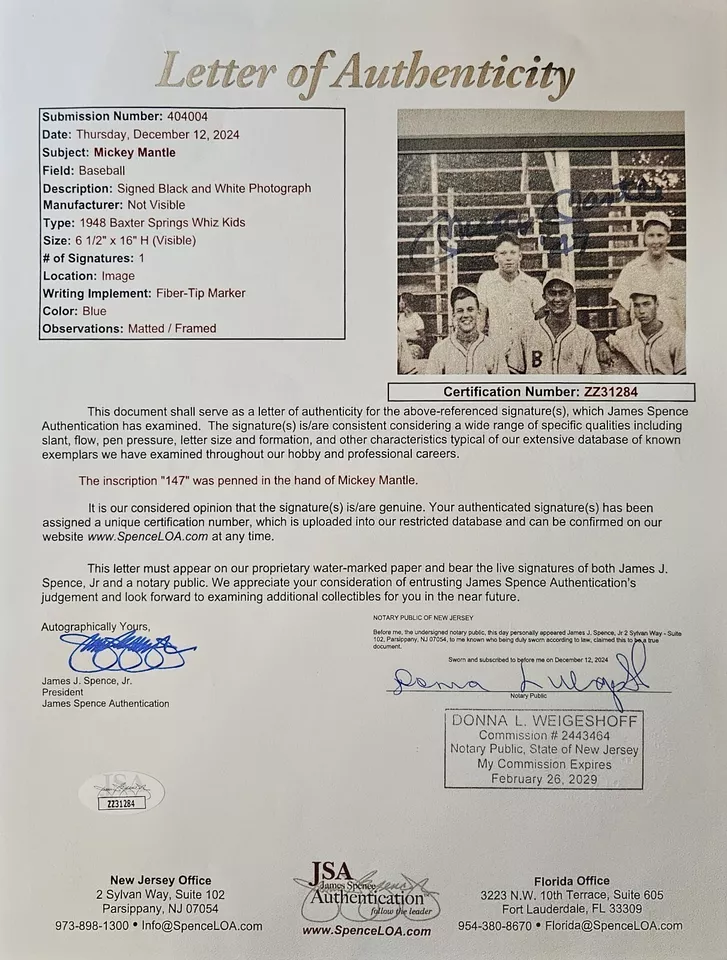 Letter of Authenticity
Submission Number: 404004
Date: Thursday, December 12, 2024
Subject: Mickey Mantle
Field: Baseball
Description: Signed Black and White Photograph
Manufacturer: Not Visible
Type: 1948 Baxter Springs Whiz Kids
Size: 6 1/2" x 16" H (Visible)
# of Signatures: 1
Location: Image
Writing Implement: Fiber-Tip Marker
Color: Blue
Observations: Matted / Framed
Mickey Mantle
147
B
Certification Number: ZZ31284
This document shall serve as a letter of authenticity for the above-referenced signature(s), which James Spence
Authentication has examined. The signature(s) is/are consistent considering a wide range of specific qualities including
slant, flow, pen pressure, letter size and formation, and other characteristics typical of our extensive database of known
exemplars we have examined throughout our hobby and professional careers.
The inscription "147" was penned in the hand of Mickey Mantle.
It is our considered opinion that the signature(s) is/are genuine. Your authenticated signature(s) has been
assigned a unique certification number, which is uploaded into our restricted database and can be confirmed on our
website www.SpenceLOA.com at any time.
This letter must appear on our proprietary water-marked paper and bear the live signatures of both James J.
Spence, Jr and a notary public. We appreciate your consideration of entrusting James Spence Authentication's
judgement and look forward to examining additional collectibles for you in the near future.
Autographically Yours,
James J. Spence, Jr.
President
James Spence Authentication
NOTARY PUBLIC OF NEW JERSEY
Before me, the undersigned notary public, this day personally appeared James J. Spence, Jr 2 Sylvan Way - Suite
102, Parsippany, NJ 07054, to me known who being duly sworn according to law, claimed this to be a true
document.
Sworn and subscribed to before me on December 12, 2024
Donna L Weigeshoff
Notary Public
DONNA L. WEIGESHOFF
Commission # 2443464
Notary Public, State of New Jersey
My Commission Expires
February 26, 2029
JSA
ZZ31284
New Jersey Office
2 Sylvan Way, Suite 102
Parsippany, NJ 07054
973-898-1300 • Info@SpenceLOA.com
JSA
James Spence
Authentication
follow the leader
www.SpenceLOA.com
Florida Office
3223 N.W. 10th Terrace, Suite 605
Fort Lauderdale, FL 33309
954-380-8670 • Florida@SpenceLOA.com